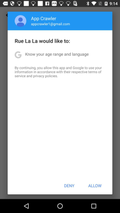 9:14
App Crawler
appcrawler1@gmail.com
Rue La La would like to:
Know your age range and language
By continuing, you allow this app and Google to use your
information in accordance with their respective terms of
service and privacy policies.
DENY
ALLOW